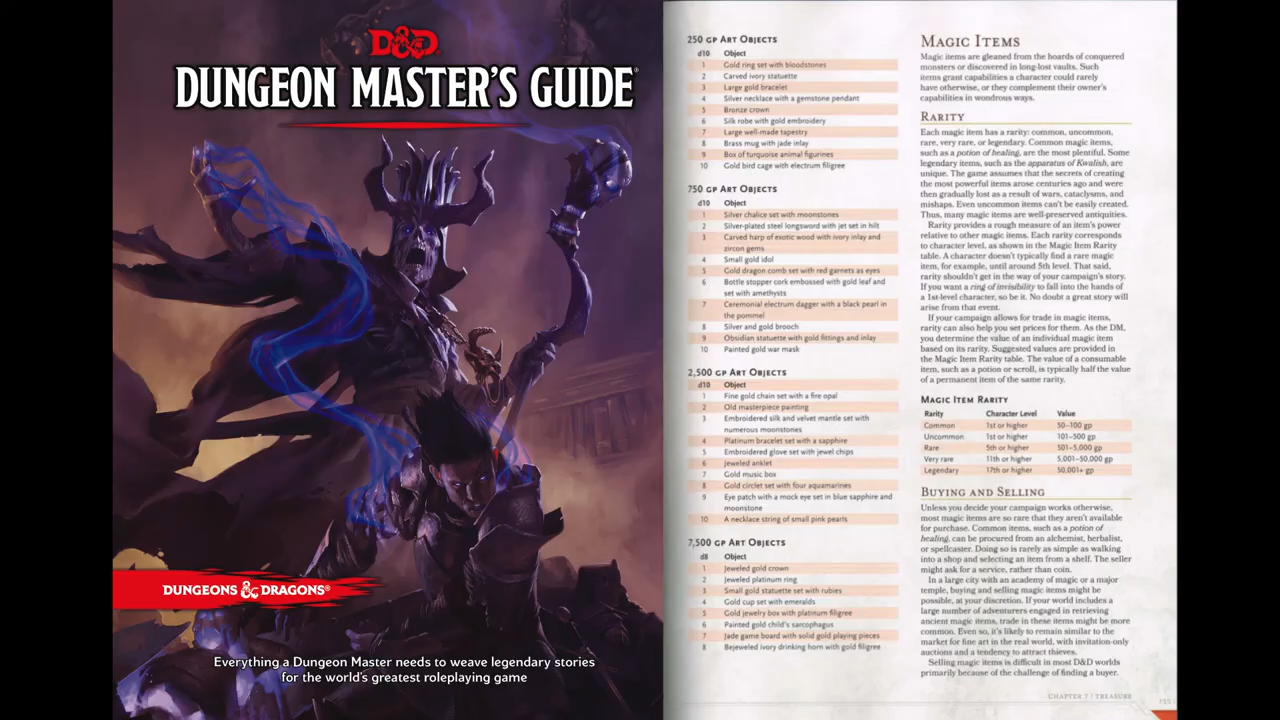 D&D
DUNGEON MASTER'S GUIDE®
DUNGEONS & DRAGONS®
Everything a Dungeon Master needs to weave legendary stories
for the world's greatest roleplaying game
250 GP ART OBJECTS
d10 Object
1 Gold ring set with bloodstones
2 Carved ivory statuette
3 Large gold bracelet
4 Silver necklace with a gemstone pendant
5 Bronze crown
6 Silk robe with gold embroidery
7 Large well-made tapestry
8 Brass mug with jade inlay
9 Box of turquoise animal figurines
10 Gold bird cage with electrum filigree
750 GP ART OBJECTS
d10 Object
1 Silver chalice set with moonstones
2 Silver-plated steel longsword with jet set in hilt
3 Carved harp of exotic wood with ivory inlay and
zircon gems
4 Small gold idol
5 Gold dragon comb set with red garnets as eyes
6 Bottle stopper cork embossed with gold leaf and
set with amethysts
7 Ceremonial electrum dagger with a black pearl in
the pommel
8 Silver and gold brooch
9 Obsidian statuette with gold fittings and inlay
10 Painted gold war mask
2,500 GP ART OBJECTS
d10 Object
1 Fine gold chain set with a fire opal
2 Old masterpiece painting
3 Embroidered silk and velvet mantle set with
numerous moonstones
4 Platinum bracelet set with a sapphire
5 Embroidered glove set with jewel chips
6 Jeweled anklet
7 Gold music box
8 Gold circlet set with four aquamarines
9 Eye patch with a mock eye set in blue sapphire and
moonstone
10 A necklace string of small pink pearls
7,500 GP ART OBJECTS
d8 Object
1 Jeweled gold crown
2 Jeweled platinum ring
3 Small gold statuette set with rubies
4 Gold cup set with emeralds
5 Gold jewelry box with platinum filigree
6 Painted gold child's sarcophagus
7 Jade game board with solid gold playing pieces
8 Bejeweled ivory drinking horn with gold filigree
MAGIC ITEMS
Magic items are gleaned from the hoards of conquered
monsters or discovered in long-lost vaults. Such
items grant capabilities a character could rarely
have otherwise, or they complement their owner's
capabilities in wondrous ways.
RARITY
Each magic item has a rarity: common, uncommon,
rare, very rare, or legendary. Common magic items,
such as a potion of healing, are the most plentiful. Some
legendary items, such as the apparatus of Kwalish, are
unique. The game assumes that the secrets of creating
the most powerful items arose centuries ago and were
then gradually lost as a result of wars, cataclysms, and
mishaps. Even uncommon items can't be easily created.
Thus, many magic items are well-preserved antiquities.
Rarity provides a rough measure of an item's power
relative to other magic items. Each rarity corresponds
to character level, as shown in the Magic Item Rarity
table. A character doesn't typically find a rare magic
item, for example, until around 5th level. That said,
rarity shouldn't get in the way of your campaign's story.
If you want a ring of invisibility to fall into the hands of
a 1st-level character, so be it. No doubt a great story will
arise from that event.
If your campaign allows for trade in magic items,
rarity can also help you set prices for them. As the DM,
you determine the value of an individual magic item
based on its rarity. Suggested values are provided in
the Magic Item Rarity table. The value of a consumable
item, such as a potion or scroll, is typically half the value
of a permanent item of the same rarity.
MAGIC ITEM RARITY
Rarity Character Level Value
Common 1st or higher 50–100 gp
Uncommon 1st or higher 101–500 gp
Rare 5th or higher 501–5,000 gp
Very rare 11th or higher 5,001–50,000 gp
Legendary 17th or higher 50,001+ gp
BUYING AND SELLING
Unless you decide your campaign works otherwise,
most magic items are so rare that they aren't available
for purchase. Common items, such as a potion of
healing, can be procured from an alchemist, herbalist,
or spellcaster. Doing so is rarely as simple as walking
into a shop and selecting an item from a shelf. The seller
might ask for a service, rather than coin.
In a large city with an academy of magic or a major
temple, buying and selling magic items might be
possible, at your discretion. If your world includes a
large number of adventurers engaged in retrieving
ancient magic items, trade in these items might be more
common. Even so, it's likely to remain similar to the
market for fine art in the real world, with invitation-only
auctions and a tendency to attract thieves.
Selling magic items is difficult in most D&D worlds
primarily because of the challenge of finding a buyer.
CHAPTER 7 | TREASURE